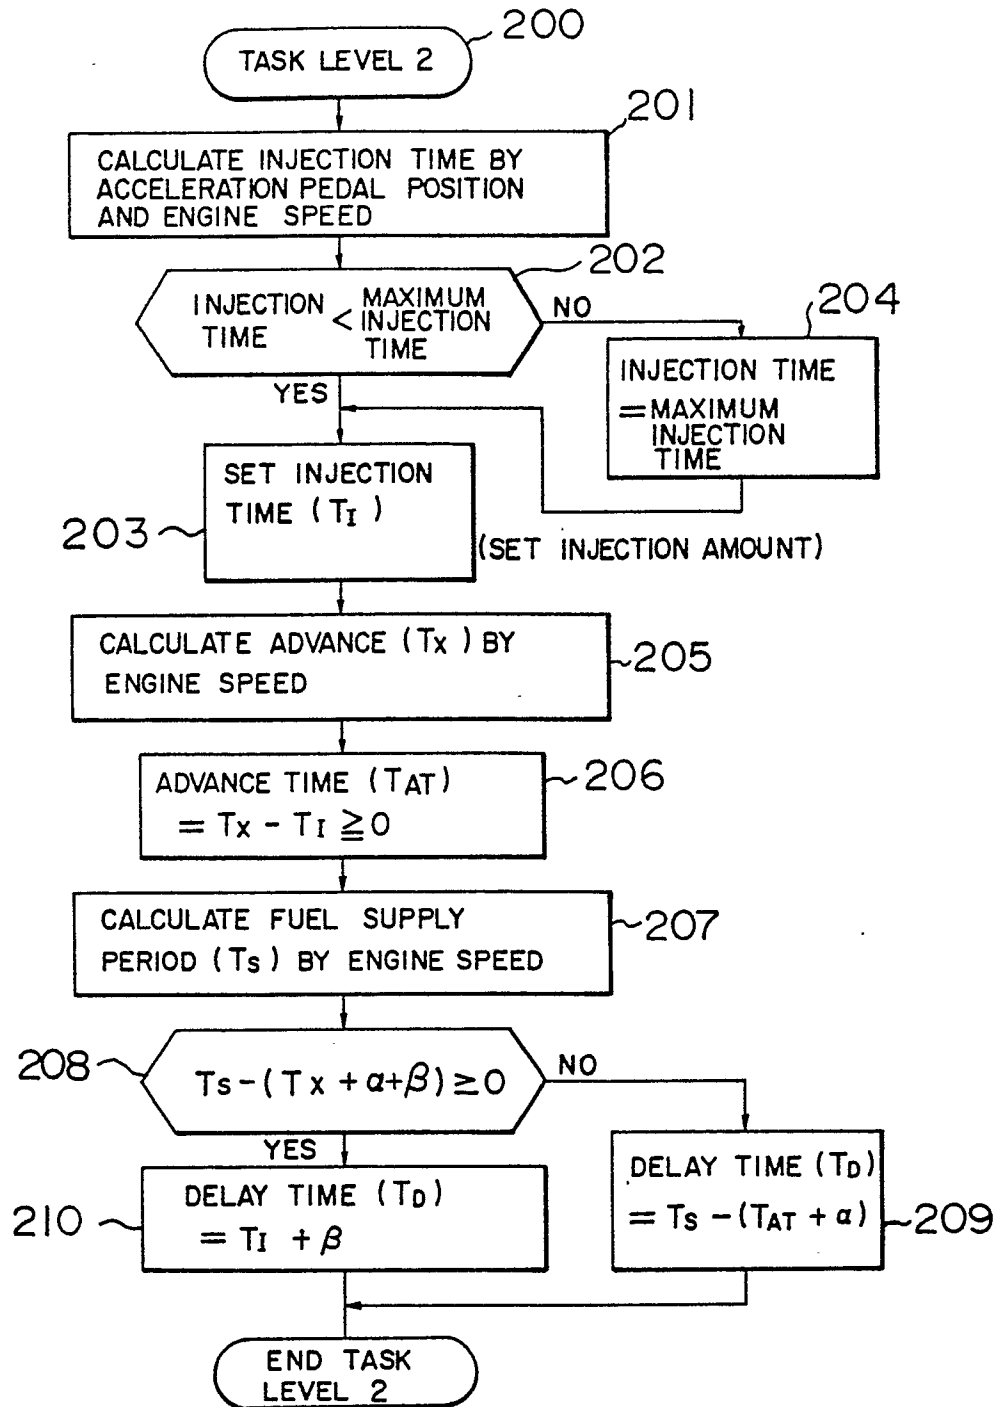 200
TASK LEVEL 2
201
CALCULATE INJECTION TIME BY
ACCELERATION PEDAL POSITION
AND ENGINE SPEED
202
INJECTION
TIME
<
MAXIMUM
INJECTION
TIME
NO
YES
204
INJECTION TIME
= MAXIMUM
INJECTION
TIME
203
SET INJECTION
TIME (TI)
(SET INJECTION AMOUNT)
CALCULATE ADVANCE (TX) BY
ENGINE SPEED
205
ADVANCE TIME (TAT)
= TX - TI ≧ 0
206
CALCULATE FUEL SUPPLY
PERIOD (TS) BY ENGINE SPEED
207
208
TS - (TX + α + β) ≥ 0
NO
YES
DELAY TIME (TD)
= TS - (TAT + α)
209
210
DELAY TIME (TD)
= TI + β
END TASK
LEVEL 2